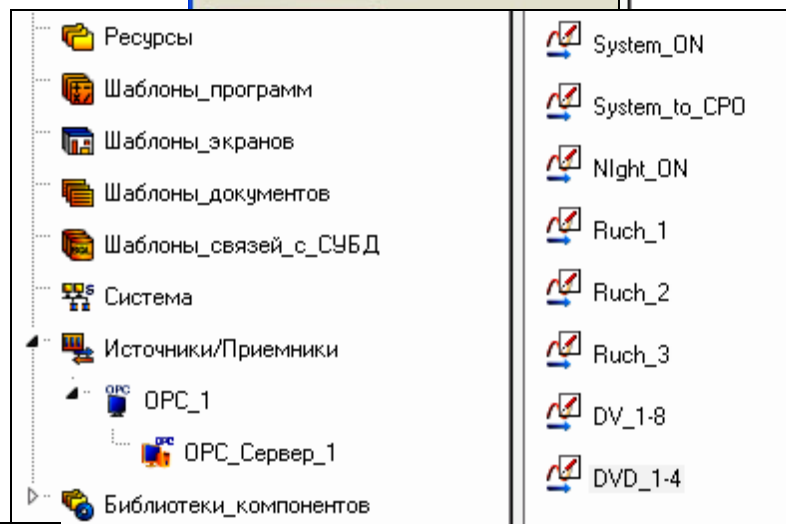 Ресурсы
Шаблоны_программ
Шаблоны_экранов
Шаблоны_документов
Шаблоны_связей_с_СУБД
Система
Источники/Приемники
OPC_1
OPC_Сервер_1
Библиотеки_компонентов
System_ON
System_to_CPO
NIght_ON
Ruch_1
Ruch_2
Ruch_3
DV_1-8
DVD_1-4